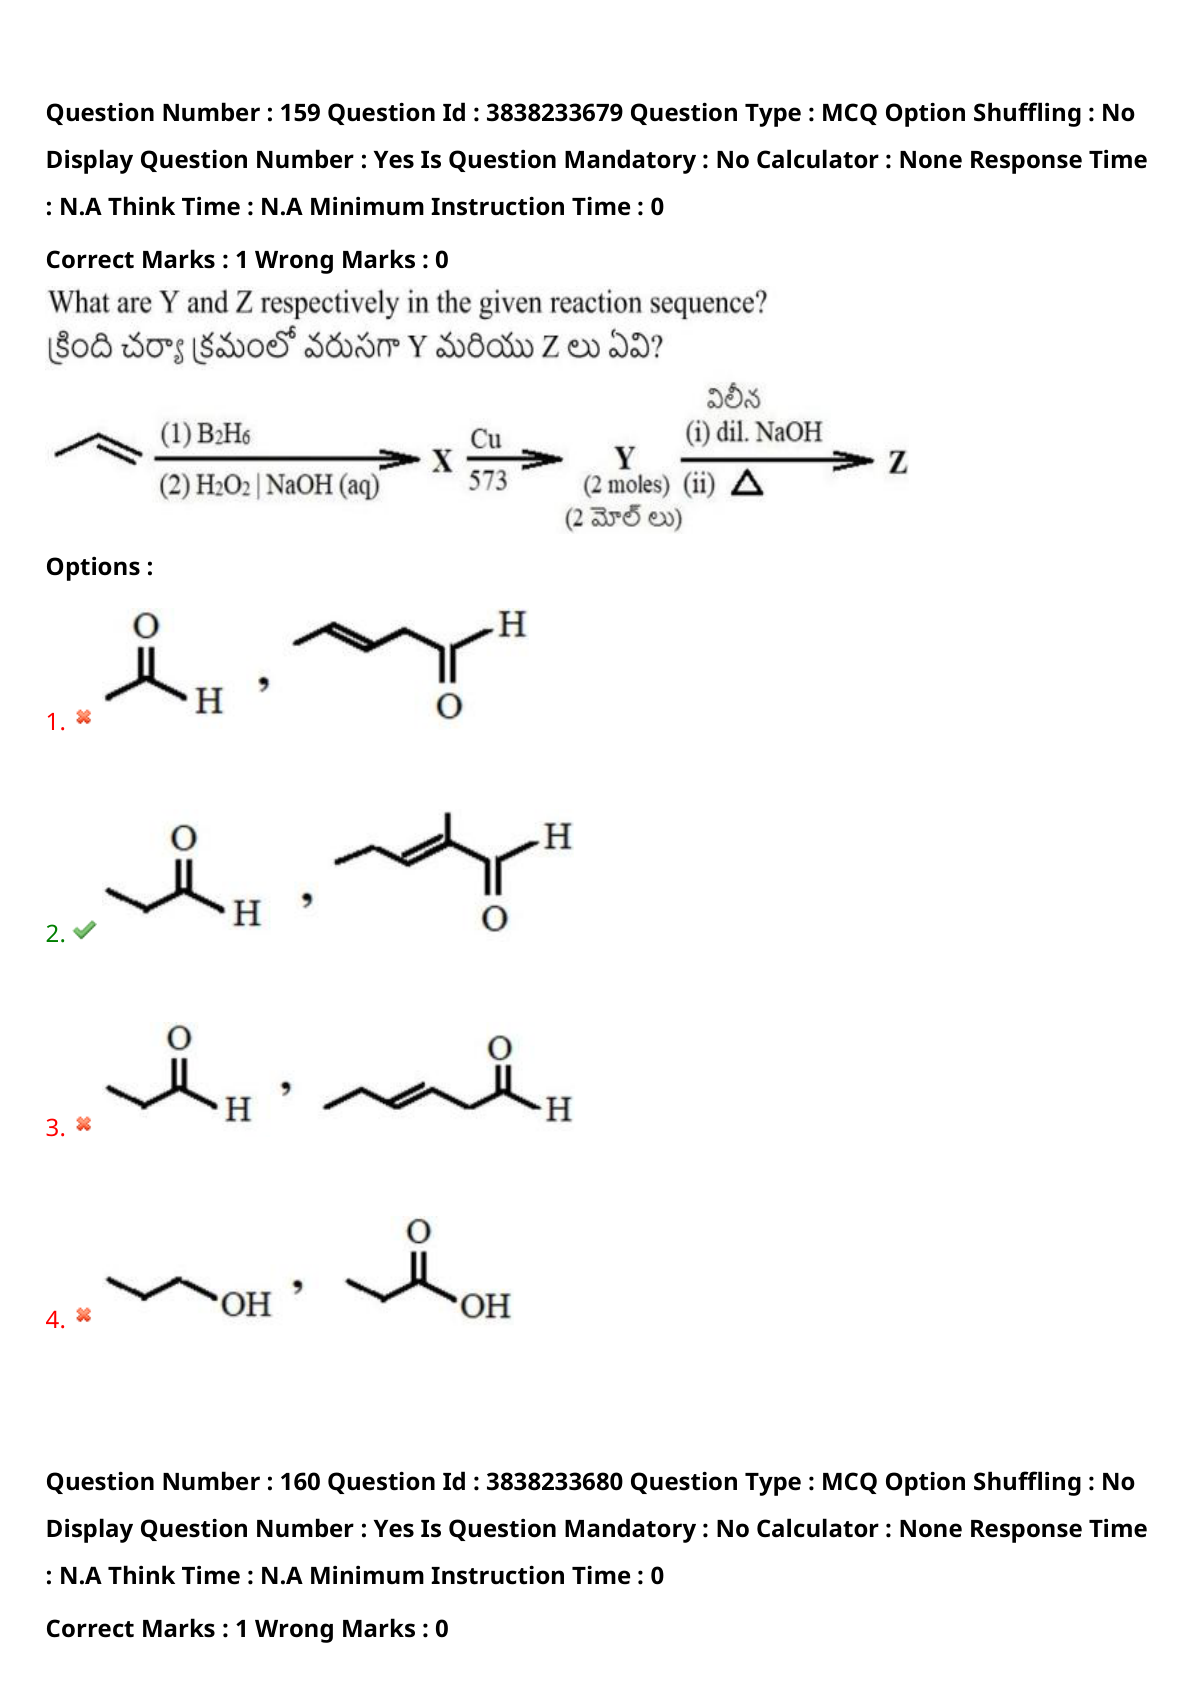 Question Number : 159 Question Id : 3838233679 Question Type : MCQ Option Shuffling : No
Display Question Number : Yes Is Question Mandatory : No Calculator : None Response Time
: N.A Think Time : N.A Minimum Instruction Time : 0
Correct Marks : 1 Wrong Marks : 0
What are Y and Z respectively in the given reaction sequence?
క్రింది చర్యా క్రమంలో వరుసగా Y మరియు Z లు ఏవి?
విలీన
(1) B2H6 Cu (i) dil. NaOH
X Y Z
(2) H2O2 | NaOH (aq) 573 (2 moles) (ii) △
(2 మోల్ లు)
Options :
O H
,
H O
1.
O H
,
H O
2.
O O
,
H H
3.
O
,
OH OH
4.
Question Number : 160 Question Id : 3838233680 Question Type : MCQ Option Shuffling : No
Display Question Number : Yes Is Question Mandatory : No Calculator : None Response Time
: N.A Think Time : N.A Minimum Instruction Time : 0
Correct Marks : 1 Wrong Marks : 0